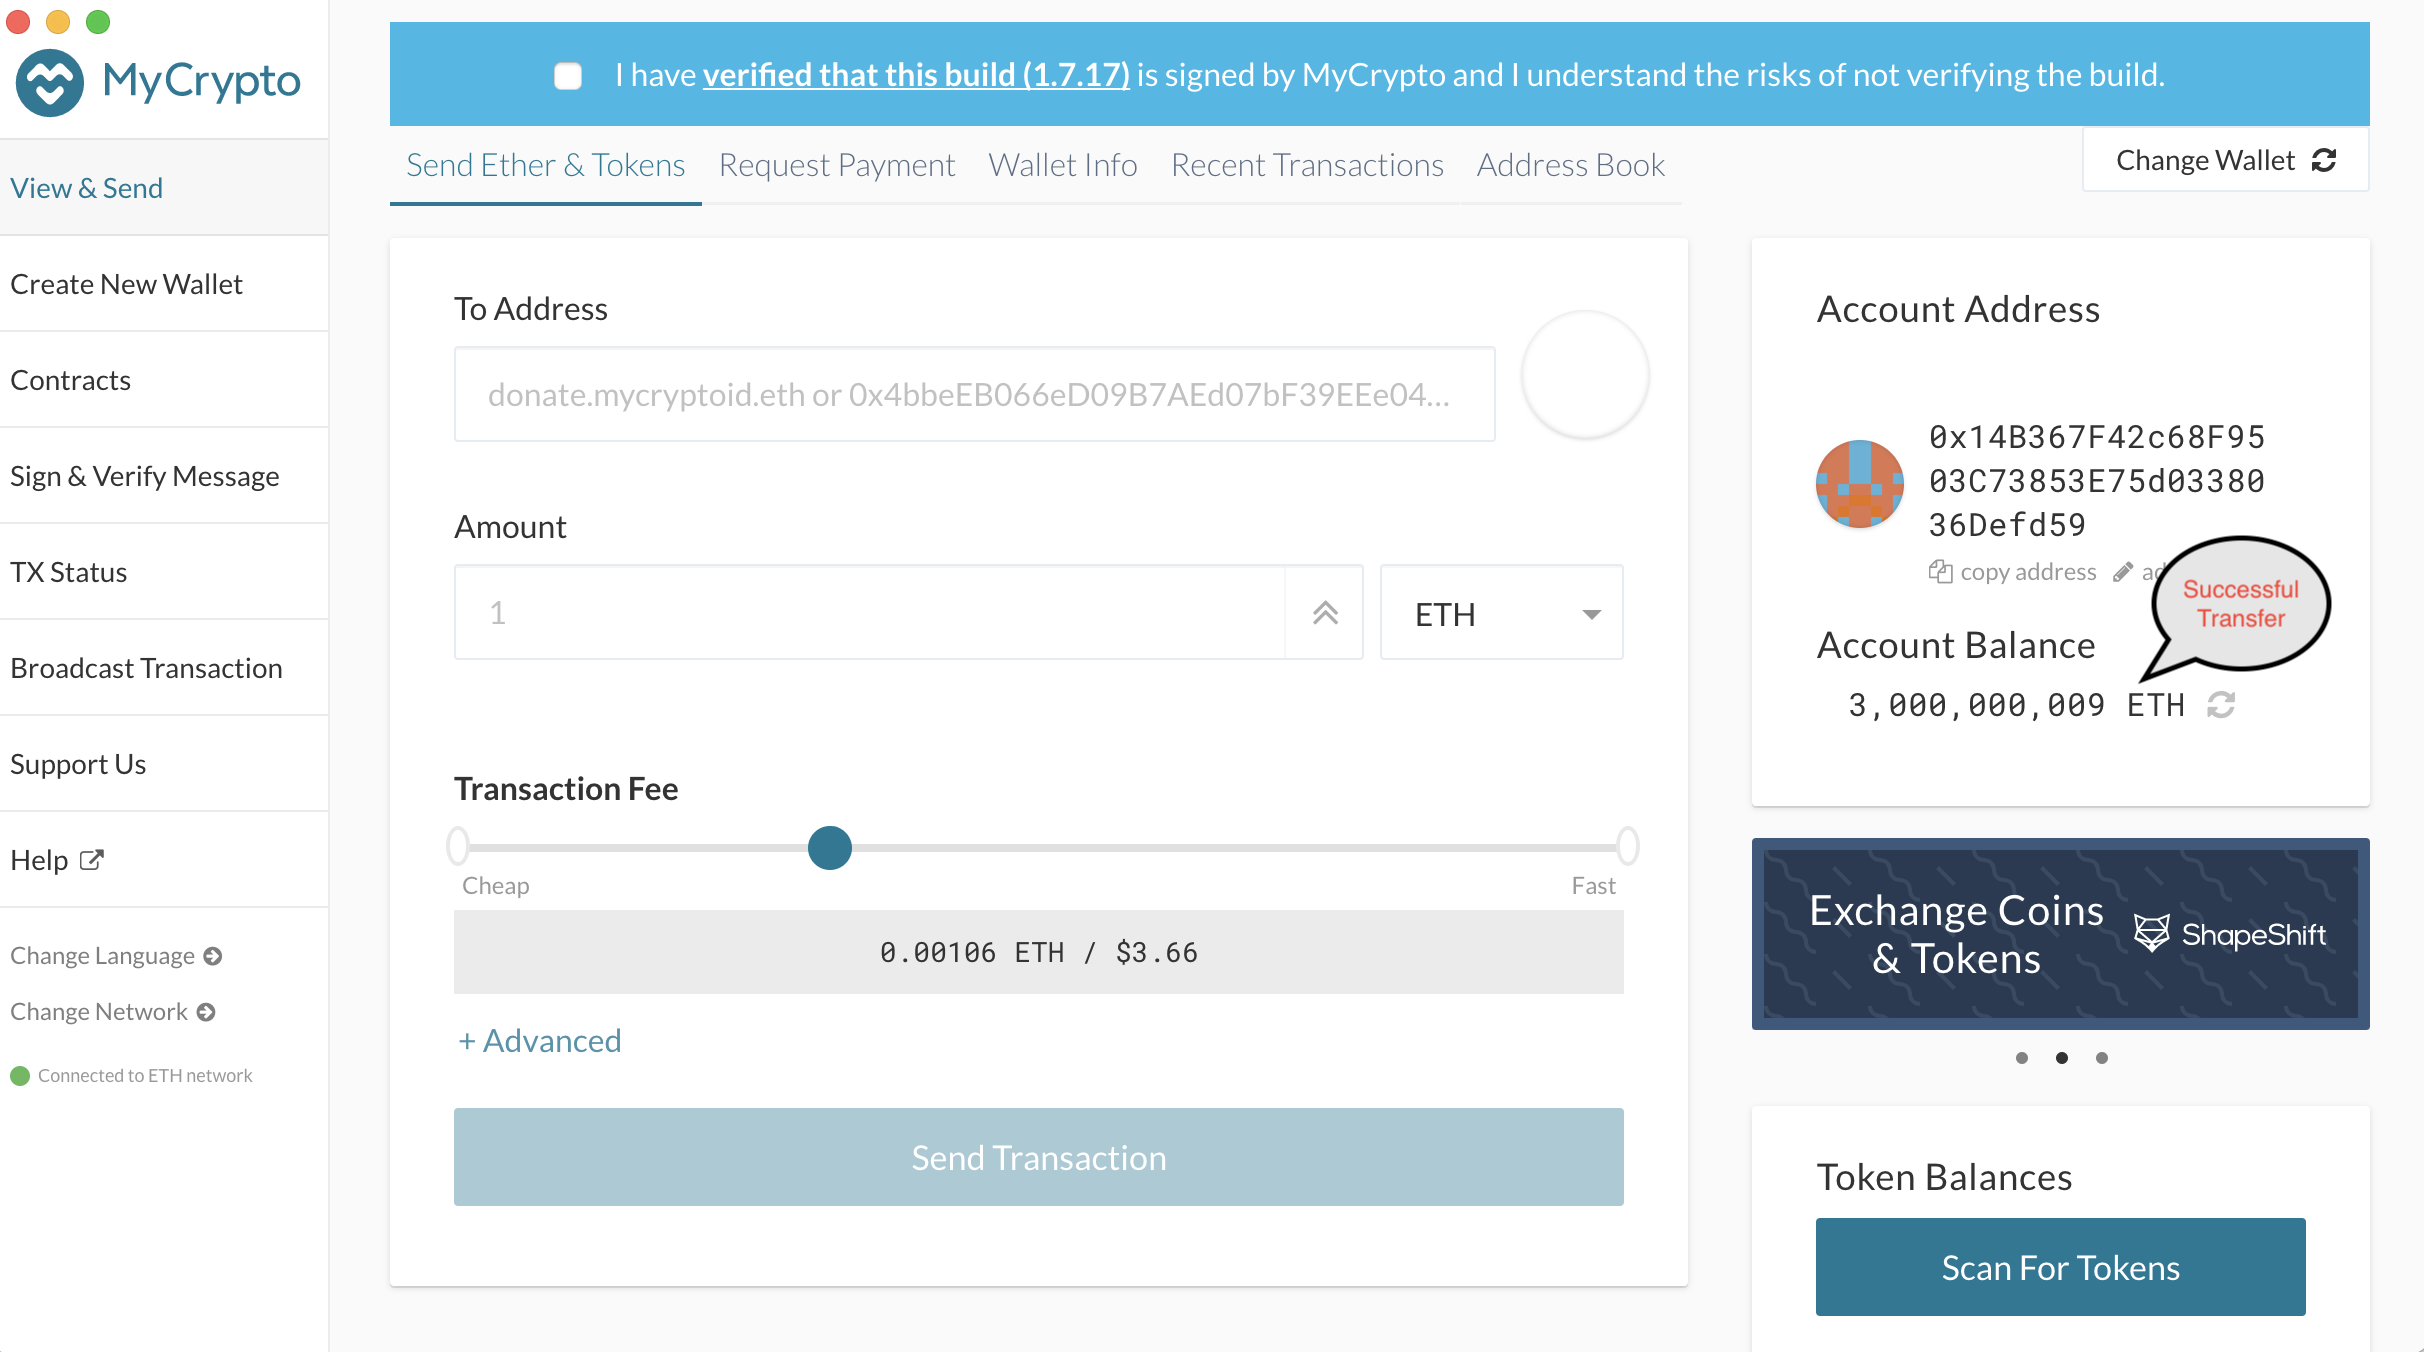 MyCrypto
I have verified that this build (1.7.17) is signed by MyCrypto and I understand the risks of not verifying the build.
View & Send
Create New Wallet
Contracts
Sign & Verify Message
TX Status
Broadcast Transaction
Support Us
Help
Change Language
Change Network
Connected to ETH network
Send Ether & Tokens
Request Payment
Wallet Info
Recent Transactions
Address Book
Change Wallet
To Address
donate.mycryptoid.eth or 0x4bbeEB066eD09B7AEd07bF39EEe04...
Amount
1
ETH
Transaction Fee
Cheap
Fast
0.00106 ETH / $3.66
+ Advanced
Send Transaction
Account Address
0x14B367F42c68F95
03C73853E75d03380
36Defd59
copy address
Successful
Transfer
Account Balance
3,000,000,009 ETH
Exchange Coins
& Tokens
ShapeShift
Token Balances
Scan For Tokens